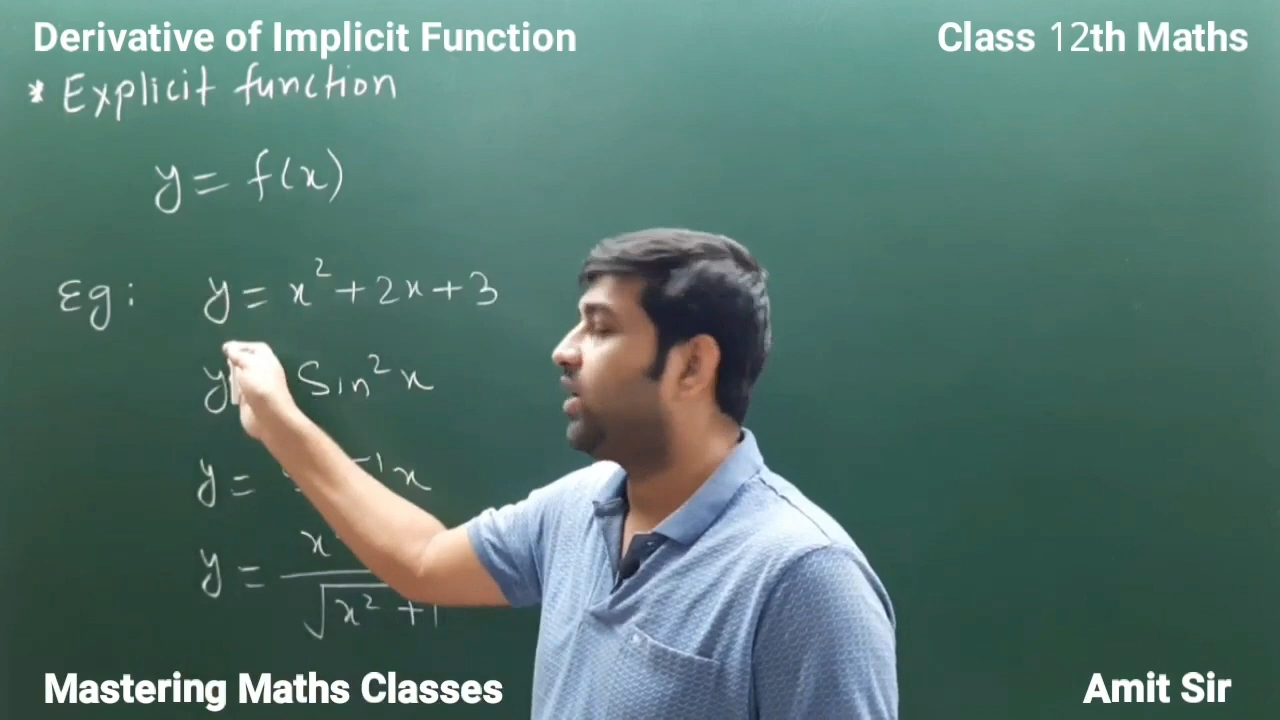 Derivative of Implicit Function
Class 12th Maths
* Explicit function
y = f(x)
Eg: y = x² + 2x + 3
y Sin² x
y = ⁻¹x
y = x / √x² + 1
Mastering Maths Classes
Amit Sir